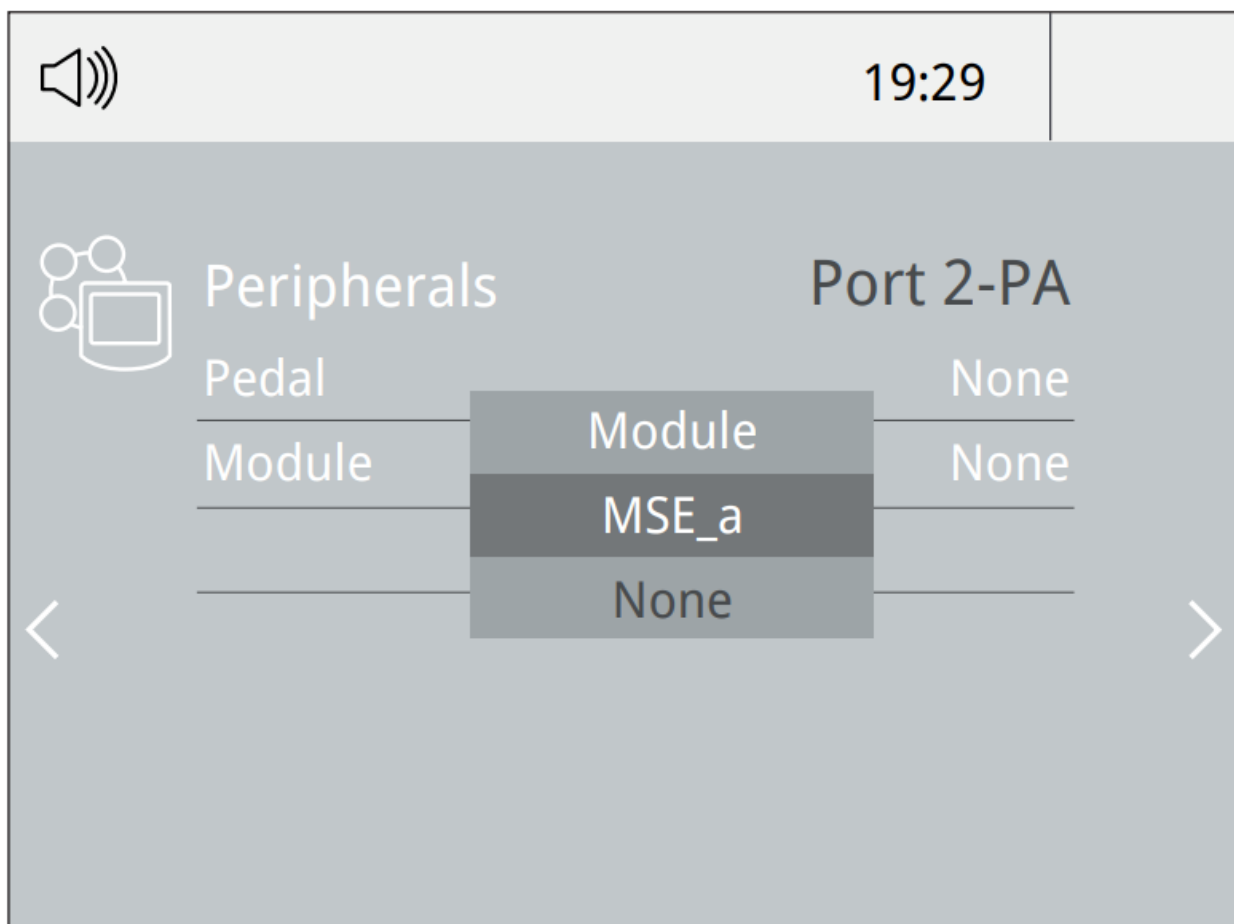 19:29
Peripherals Port 2-PA
Pedal None
Module None
Module
MSE_a
None